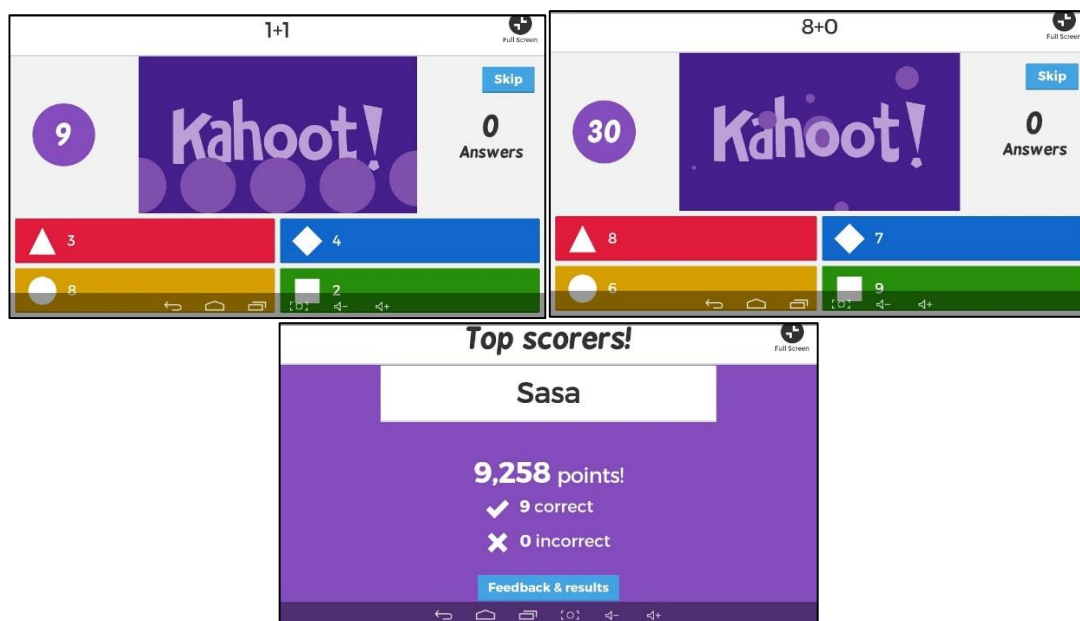 1+1
Full Screen
Skip
9
Kahoot!
0
Answers
3
4
8
2
8+0
Full Screen
Skip
30
Kahoot!
0
Answers
8
7
6
9
Top scorers!
Full Screen
Sasa
9,258 points!
9 correct
0 incorrect
Feedback & results